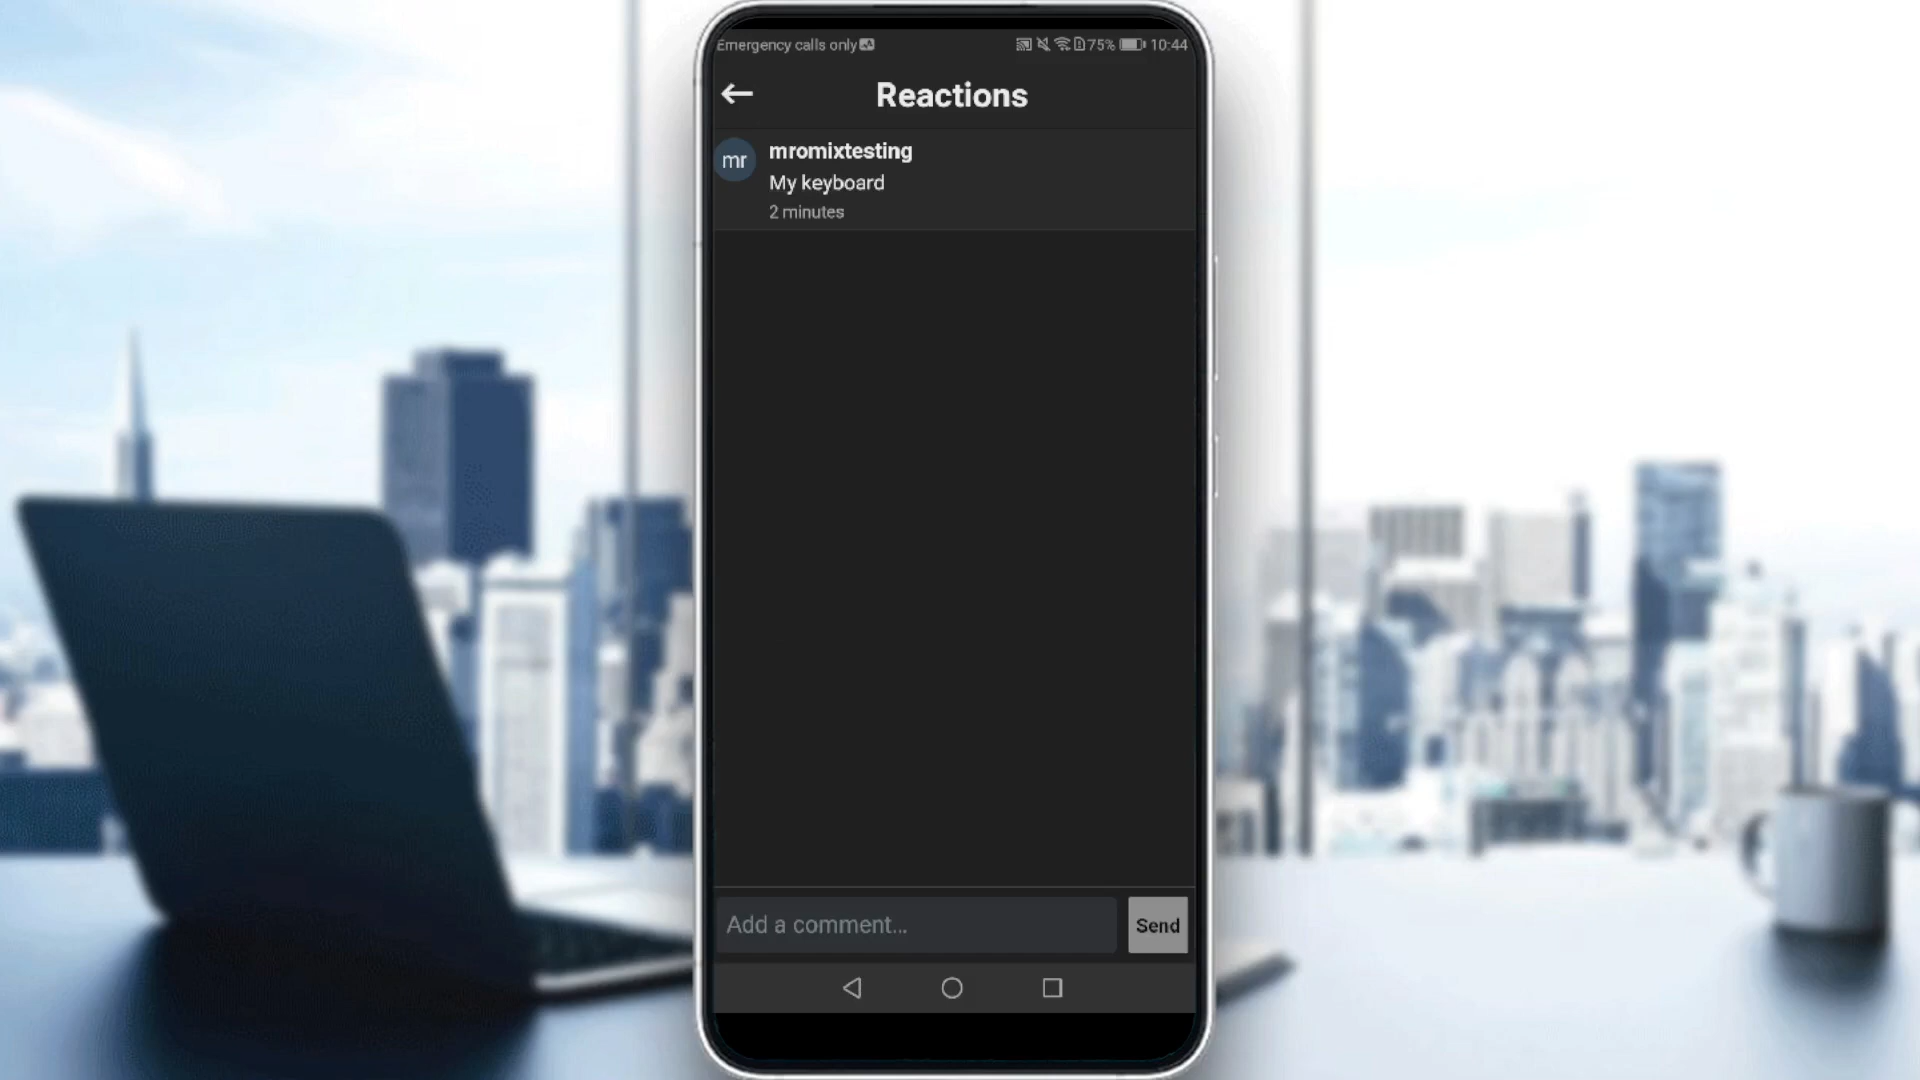 Emergency calls only 75% 10:44
Reactions
mr
mromixtesting
My keyboard
2 minutes
Add a comment...
Send